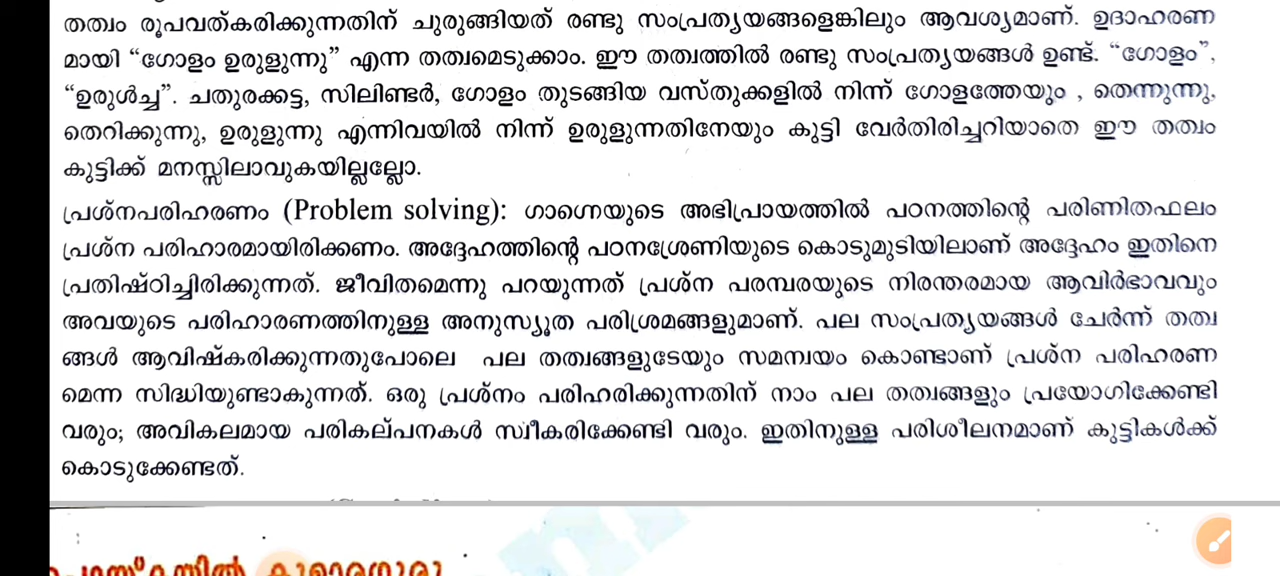 തത്വം രൂപവത്കരിക്കുന്നതിന് ചുരുങ്ങിയത് രണ്ടു സംപ്രത്യയങ്ങളെങ്കിലും ആവശ്യമാണ്. ഉദാഹരണ
മായി “ഗോളം ഉരുളുന്നു” എന്ന തത്വമെടുക്കാം. ഈ തത്വത്തിൽ രണ്ടു സംപ്രത്യയങ്ങൾ ഉണ്ട്. “ഗോളം”,
“ഉരുൾച്ച”. ചതുരക്കട്ട, സിലിണ്ടർ, ഗോളം തുടങ്ങിയ വസ്തുക്കളിൽ നിന്ന് ഗോളത്തേയും , തെന്നുന്നു,
തെറിക്കുന്നു, ഉരുളുന്നു എന്നിവയിൽ നിന്ന് ഉരുളുന്നതിനേയും കുട്ടി വേർതിരിച്ചറിയാതെ ഈ തത്വം
കുട്ടിക്ക് മനസ്സിലാവുകയില്ലല്ലോ.
പ്രശ്നപരിഹരണം (Problem solving): ഗാഗ്നെയുടെ അഭിപ്രായത്തിൽ പഠനത്തിന്റെ പരിണിതഫലം
പ്രശ്ന പരിഹാരമായിരിക്കണം. അദ്ദേഹത്തിന്റെ പഠനശ്രേണിയുടെ കൊടുമുടിയിലാണ് അദ്ദേഹം ഇതിനെ
പ്രതിഷ്ഠിച്ചിരിക്കുന്നത്. ജീവിതമെന്നു പറയുന്നത് പ്രശ്ന പരമ്പരയുടെ നിരന്തരമായ ആവിർഭാവവും
അവയുടെ പരിഹാരണത്തിനുള്ള അനുസ്യൂത പരിശ്രമങ്ങളുമാണ്. പല സംപ്രത്യയങ്ങൾ ചേർന്ന് തത്വ
ങ്ങൾ ആവിഷ്കരിക്കുന്നതുപോലെ പല തത്വങ്ങളുടേയും സമന്വയം കൊണ്ടാണ് പ്രശ്ന പരിഹരണ
മെന്ന സിദ്ധിയുണ്ടാകുന്നത്. ഒരു പ്രശ്നം പരിഹരിക്കുന്നതിന് നാം പല തത്വങ്ങളും പ്രയോഗിക്കേണ്ടി
വരും; അവികലമായ പരികല്പനകൾ സ്വീകരിക്കേണ്ടി വരും. ഇതിനുള്ള പരിശീലനമാണ് കുട്ടികൾക്ക്
കൊടുക്കേണ്ടത്.